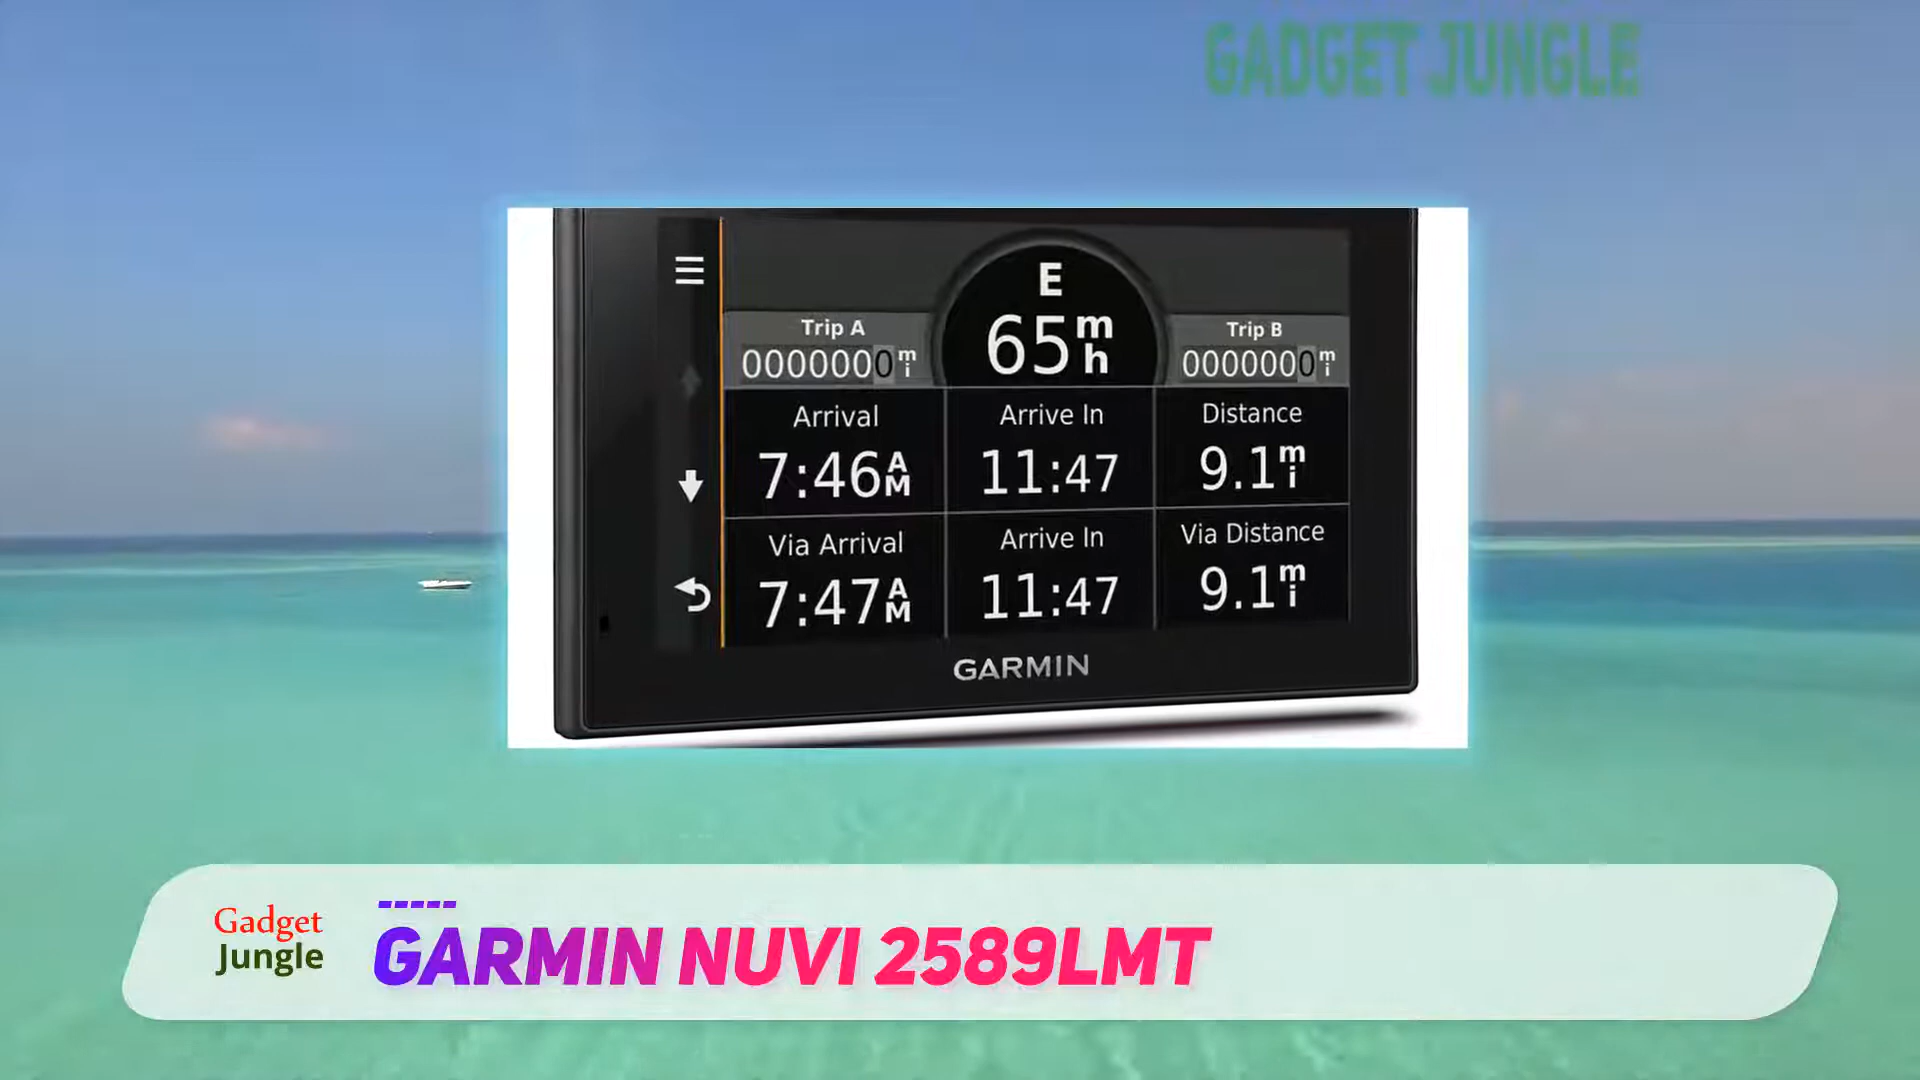 GADGET JUNGLE
E
65 mh
Trip A
Trip B
0000000 mi
0000000 mi
Arrival
Arrive In
Distance
7:46 AM
11:47
9.1 mi
Via Arrival
Arrive In
Via Distance
7:47 AM
11:47
9.1 mi
GARMIN
Gadget
Jungle
GARMIN NUVI 2589LMT